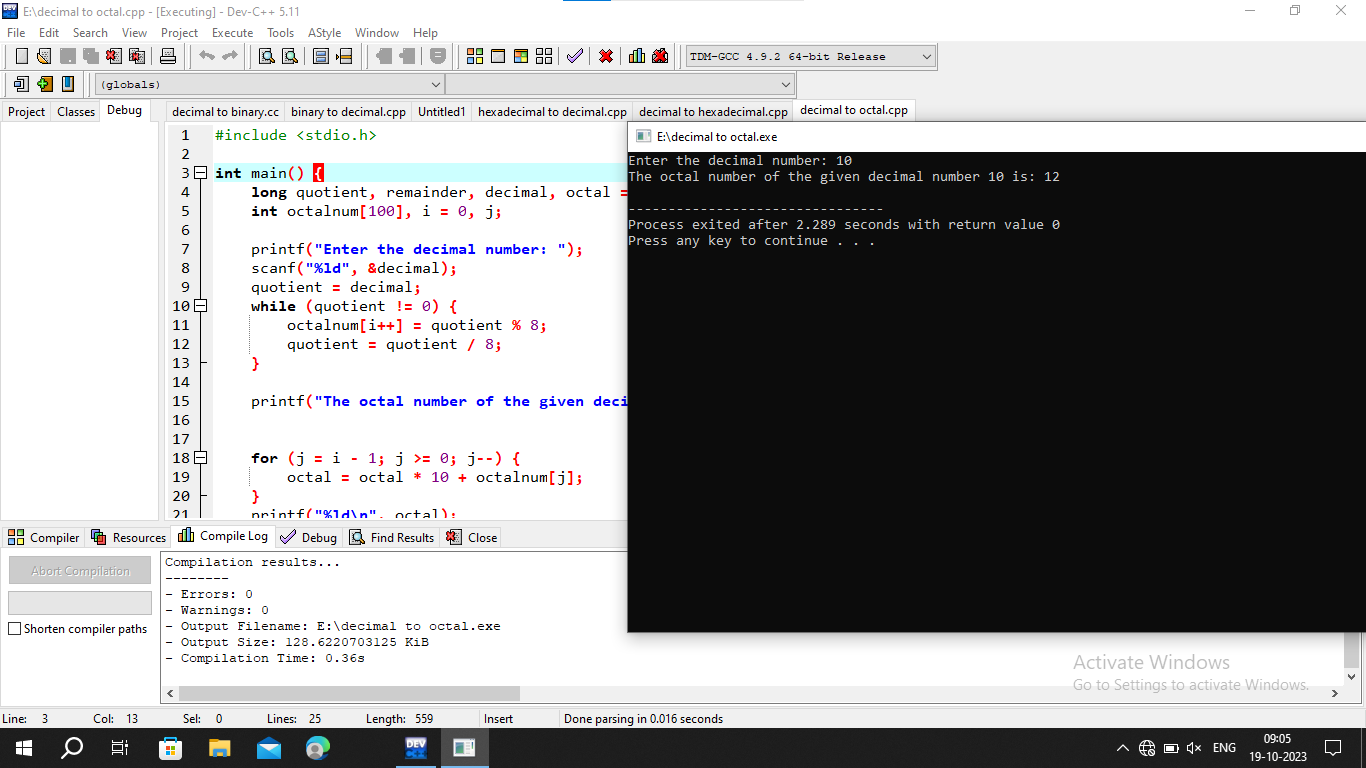 E:\decimal to octal.cpp - [Executing] - Dev-C++ 5.11
File Edit Search View Project Execute Tools AStyle Window Help
TDM-GCC 4.9.2 64-bit Release
(globals)
Project Classes Debug decimal to binary.cc binary to decimal.cpp Untitled1 hexadecimal to decimal.cpp decimal to hexadecimal.cpp decimal to octal.cpp
1 #include <stdio.h>
2
3 int main() {
4 long quotient, remainder, decimal, octal =
5 int octalnum[100], i = 0, j;
6
7 printf("Enter the decimal number: ");
8 scanf("%ld", &decimal);
9 quotient = decimal;
10 while (quotient != 0) {
11 octalnum[i++] = quotient % 8;
12 quotient = quotient / 8;
13 }
14
15 printf("The octal number of the given deci
16
17
18 for (j = i - 1; j >= 0; j--) {
19 octal = octal * 10 + octalnum[j];
20 }
21 printf("%ld\n", octal);
E:\decimal to octal.exe
Enter the decimal number: 10
The octal number of the given decimal number 10 is: 12
--------------------------------
Process exited after 2.289 seconds with return value 0
Press any key to continue . . .
Compiler Resources Compile Log Debug Find Results Close
Abort Compilation
Shorten compiler paths
Compilation results...
--------
- Errors: 0
- Warnings: 0
- Output Filename: E:\decimal to octal.exe
- Output Size: 128.6220703125 KiB
- Compilation Time: 0.36s
Activate Windows
Go to Settings to activate Windows.
Line: 3 Col: 13 Sel: 0 Lines: 25 Length: 559 Insert Done parsing in 0.016 seconds
DEV
ENG
09:05
19-10-2023